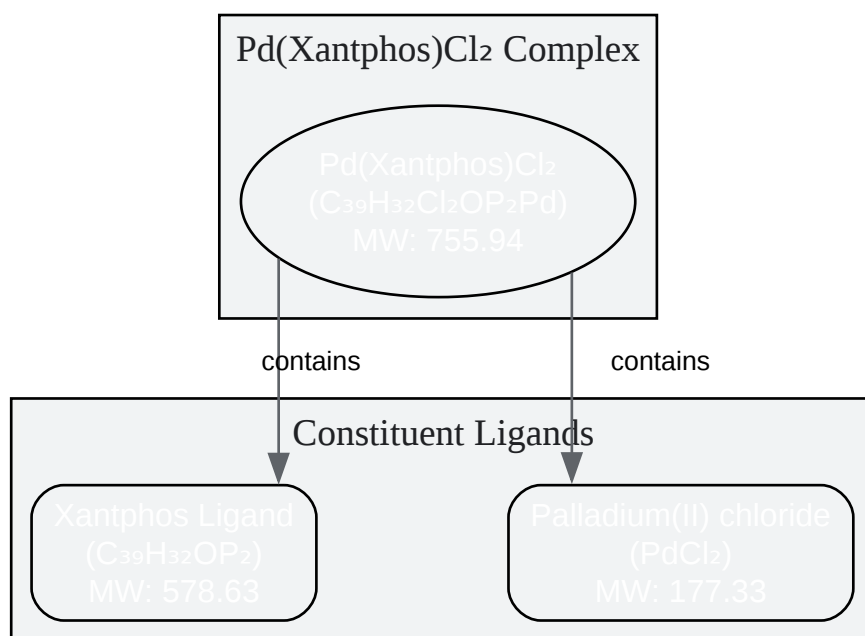 Pd(Xantphos)Cl₂ Complex
Pd(Xantphos)Cl₂
(C₃₉H₃₂Cl₂OP₂Pd)
MW: 755.94
contains
contains
Constituent Ligands
Xantphos Ligand
(C₃₉H₃₂OP₂)
MW: 578.63
Palladium(II) chloride
(PdCl₂)
MW: 177.33